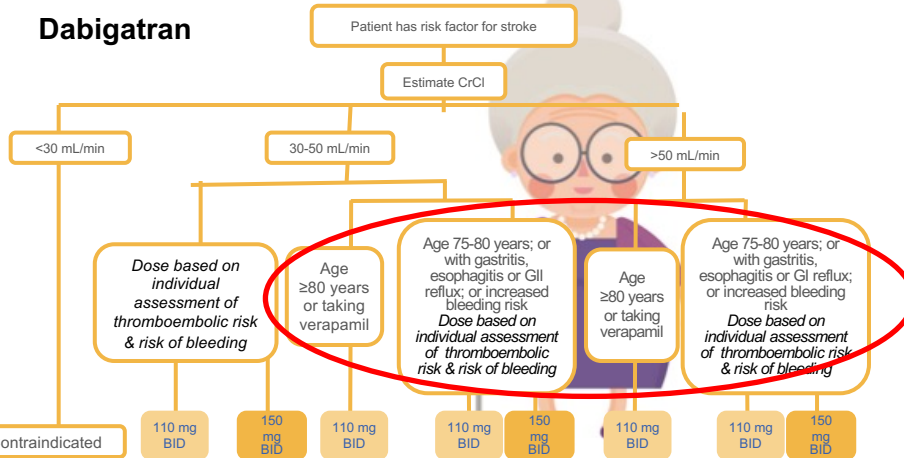 Dabigatran
Patient has risk factor for stroke
Estimate CrCl
<30 mL/min
30-50 mL/min
>50 mL/min
Dose based on
individual
assessment of
thromboembolic risk
& risk of bleeding
Age
≥80 years
or taking
verapamil
Age 75-80 years; or
with gastritis,
esophagitis or GII
reflux; or increased
bleeding risk
Dose based on
individual assessment
of thromboembolic
risk & risk of bleeding
Age
≥80 years
or taking
verapamil
Age 75-80 years; or
with gastritis,
esophagitis or GI reflux;
or increased bleeding
risk
Dose based on
individual assessment
of thromboembolic risk
& risk of bleeding
ontraindicated
110 mg
BID
150
mg
BID
110 mg
BID
110 mg
BID
150
mg
BID
110 mg
BID
110 mg
BID
150
mg
BID